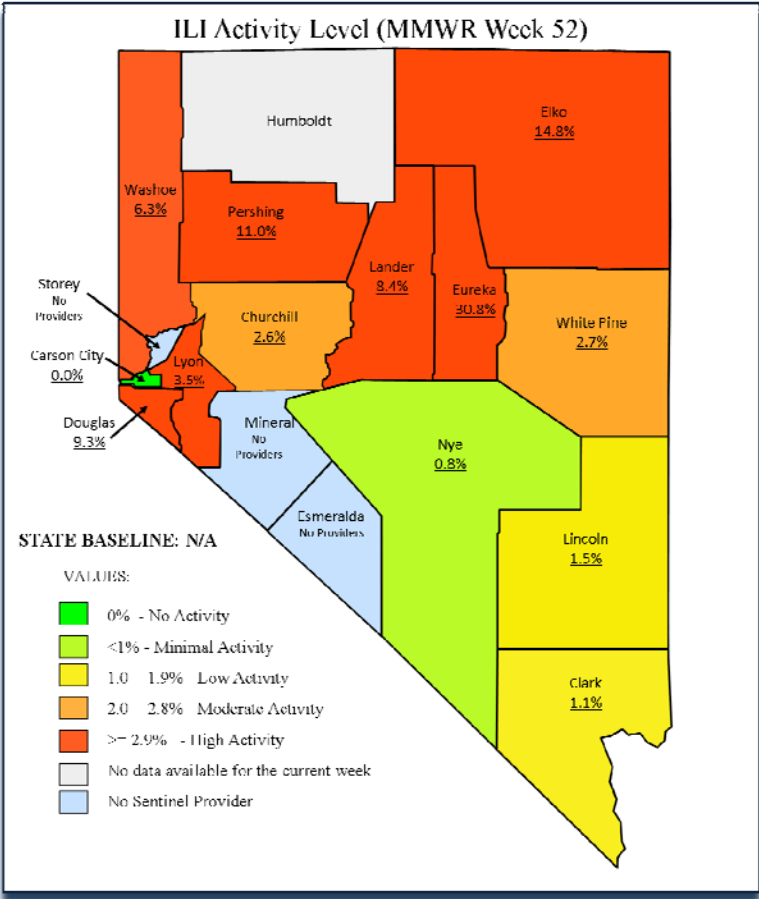 ILI Activity Level (MMWR Week 52)
Humboldt
Elko
14.8%
Washoe
6.3%
Pershing
11.0%
Lander
8.4%
Eureka
30.8%
Storey
No
Providers
Churchill
2.6%
White Pine
2.7%
Carson City
0.0%
Lyon
3.5%
Douglas
9.3%
Mineral
No
Providers
Nye
0.8%
Esmeralda
No Providers
Lincoln
1.5%
Clark
1.1%
STATE BASELINE: N/A
VALUES:
0% - No Activity
<1% - Minimal Activity
1.0 1.9% Low Activity
2.0 2.8% Moderate Activity
>= 2.9% - High Activity
No data available for the current week
No Sentinel Provider